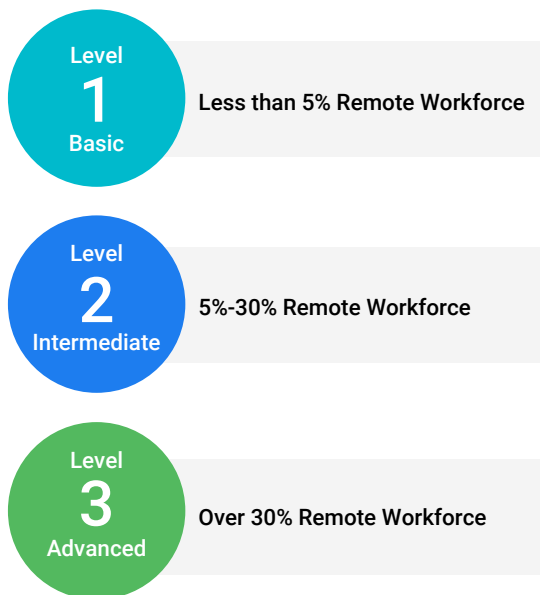 Level
1
Basic
Less than 5% Remote Workforce
Level
2
Intermediate
5%-30% Remote Workforce
Level
3
Advanced
Over 30% Remote Workforce